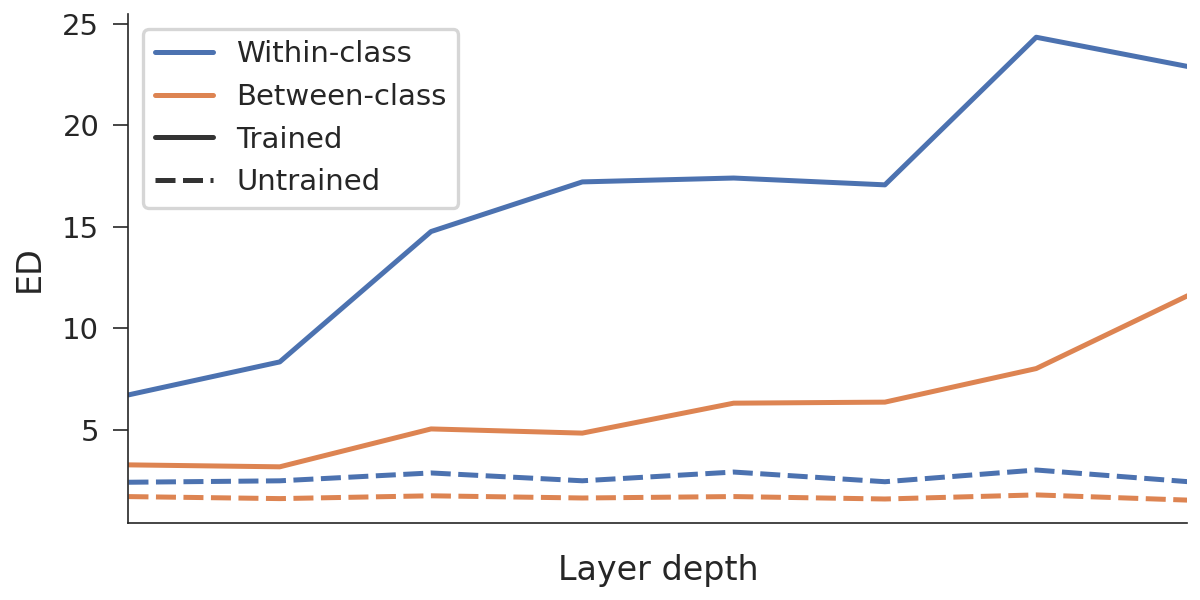 25
20
15
10
5
ED
Within-class
Between-class
Trained
Untrained
Layer depth